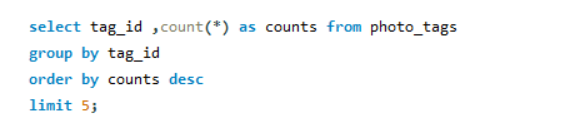 select tag_id ,count(*) as counts from photo_tags
group by tag_id
order by counts desc
limit 5;